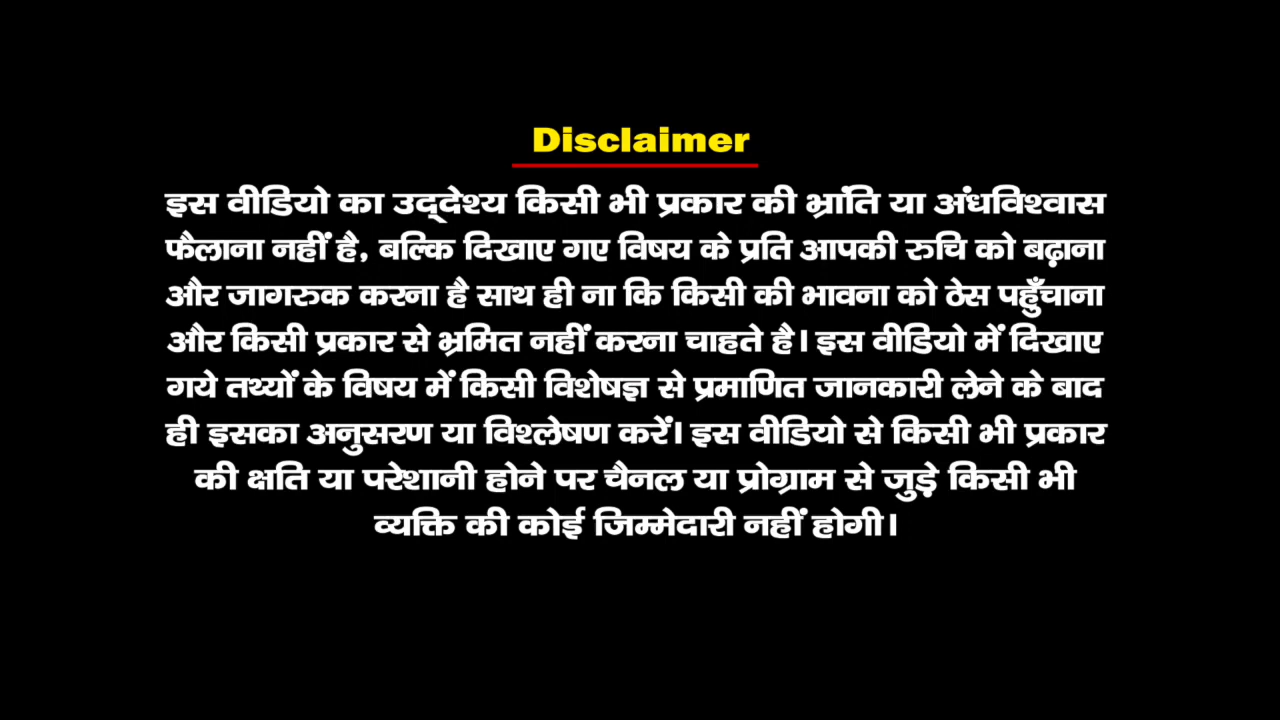 Disclaimer
इस वीडियो का उद्देश्य किसी भी प्रकार की भ्रांति या अंधविश्वास
फैलाना नहीं है, बल्कि दिखाए गए विषय के प्रति आपकी रुचि को बढ़ाना
और जागरुक करना है साथ ही ना कि किसी की भावना को ठेस पहुँचाना
और किसी प्रकार से भ्रमित नहीं करना चाहते है। इस वीडियो में दिखाए
गये तथ्यों के विषय में किसी विशेषज्ञ से प्रमाणित जानकारी लेने के बाद
ही इसका अनुसरण या विश्लेषण करें। इस वीडियो से किसी भी प्रकार
की क्षति या परेशानी होने पर चैनल या प्रोग्राम से जुड़े किसी भी
व्यक्ति की कोई जिम्मेदारी नहीं होगी।